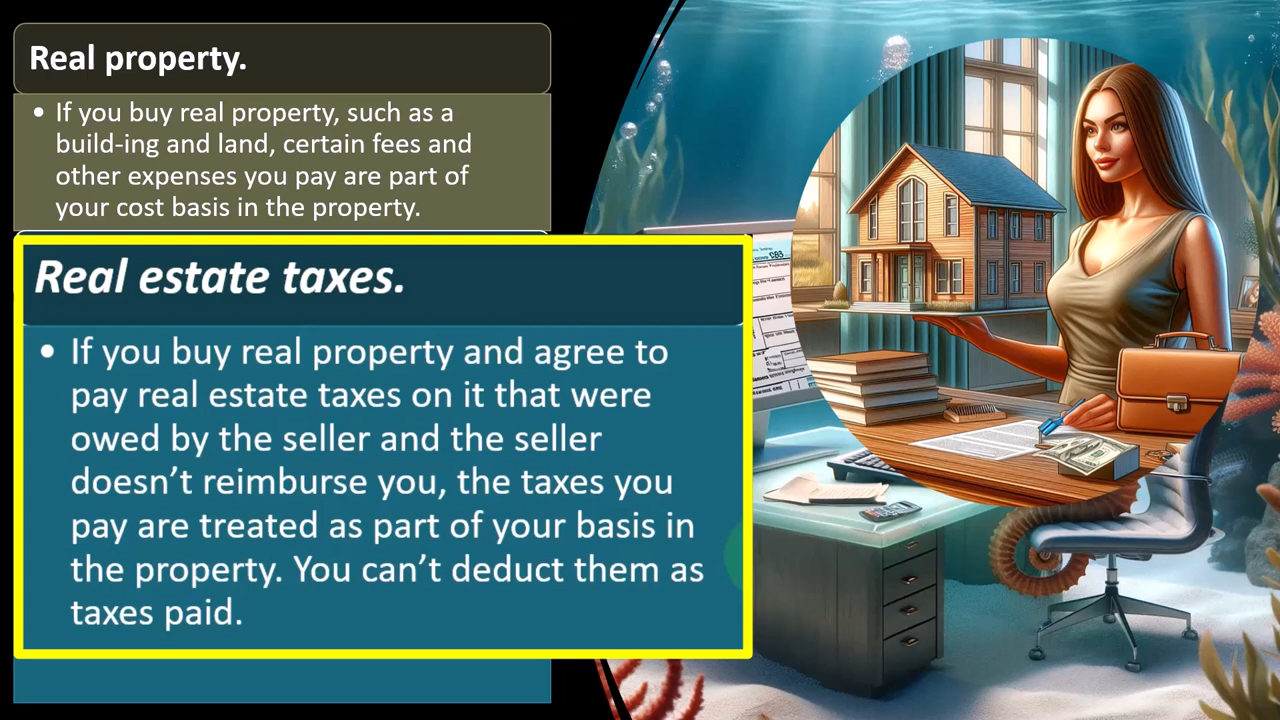 Real property.
• If you buy real property, such as a
build-ing and land, certain fees and
other expenses you pay are part of
your cost basis in the property.
Real estate taxes.
• If you buy real property and agree to
pay real estate taxes on it that were
owed by the seller and the seller
doesn’t reimburse you, the taxes you
pay are treated as part of your basis in
the property. You can’t deduct them as
taxes paid.